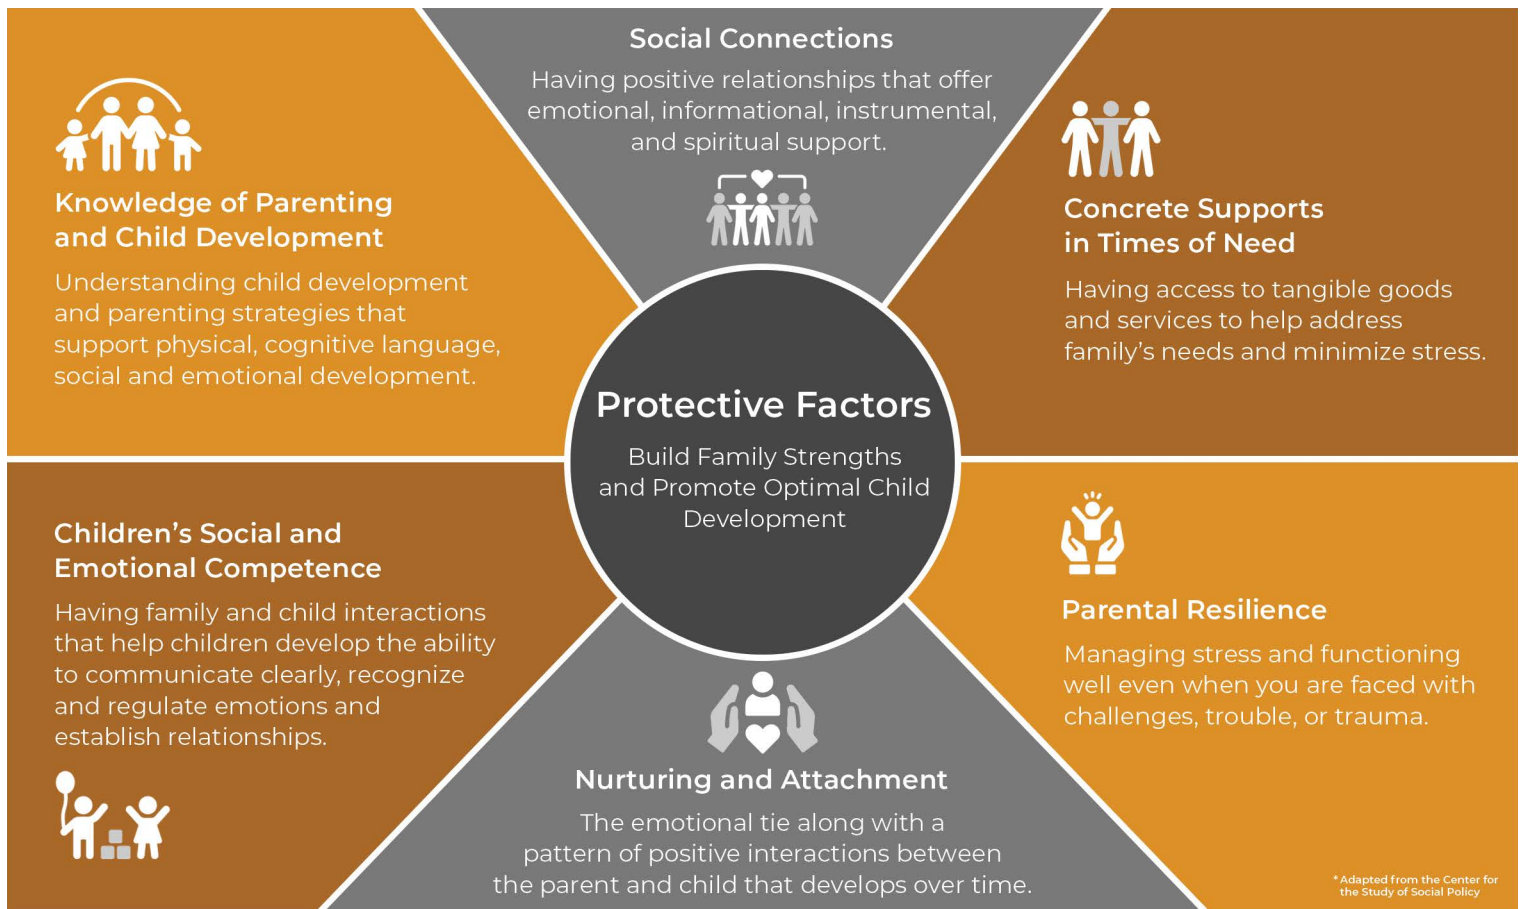 Social Connections
Having positive relationships that offer
emotional, informational, instrumental,
and spiritual support.
Knowledge of Parenting
and Child Development
Understanding child development
and parenting strategies that
support physical, cognitive language,
social and emotional development.
Concrete Supports
in Times of Need
Having access to tangible goods
and services to help address
family’s needs and minimize stress.
Protective Factors
Build Family Strengths
and Promote Optimal Child
Development
Children’s Social and
Emotional Competence
Having family and child interactions
that help children develop the ability
to communicate clearly, recognize
and regulate emotions and
establish relationships.
Parental Resilience
Managing stress and functioning
well even when you are faced with
challenges, trouble, or trauma.
Nurturing and Attachment
The emotional tie along with a
pattern of positive interactions between
the parent and child that develops over time.
*Adapted from the Center for
the Study of Social Policy